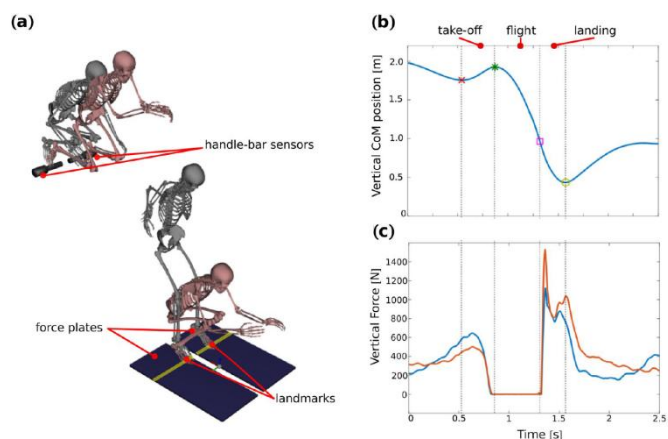 (a)
handle-bar sensors
force plates
landmarks
(b)
take-off flight landing
Vertical CoM position [m]
2.0
1.5
1.0
0.5
0
(c)
Vertical Force [N]
1400
1200
1000
800
600
400
200
0
0 0.5 1.0 1.5 2.0 2.5
Time [s]